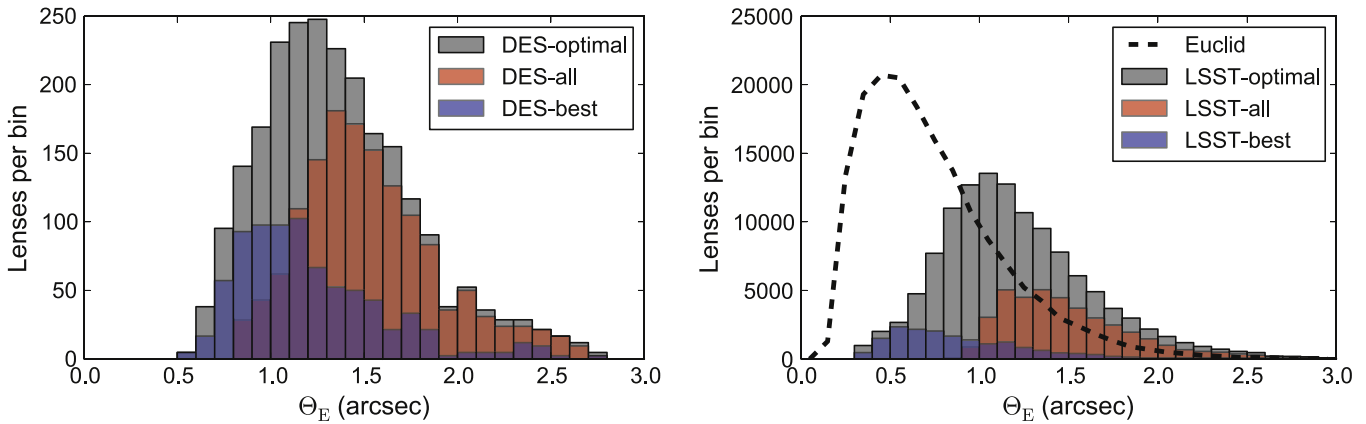 250
200
150
100
50
0
Lenses per bin
DES-optimal
DES-all
DES-best
0.0 0.5 1.0 1.5 2.0 2.5 3.0
Θ_E (arcsec)
25000
20000
15000
10000
5000
0
Lenses per bin
Euclid
LSST-optimal
LSST-all
LSST-best
0.0 0.5 1.0 1.5 2.0 2.5 3.0
Θ_E (arcsec)